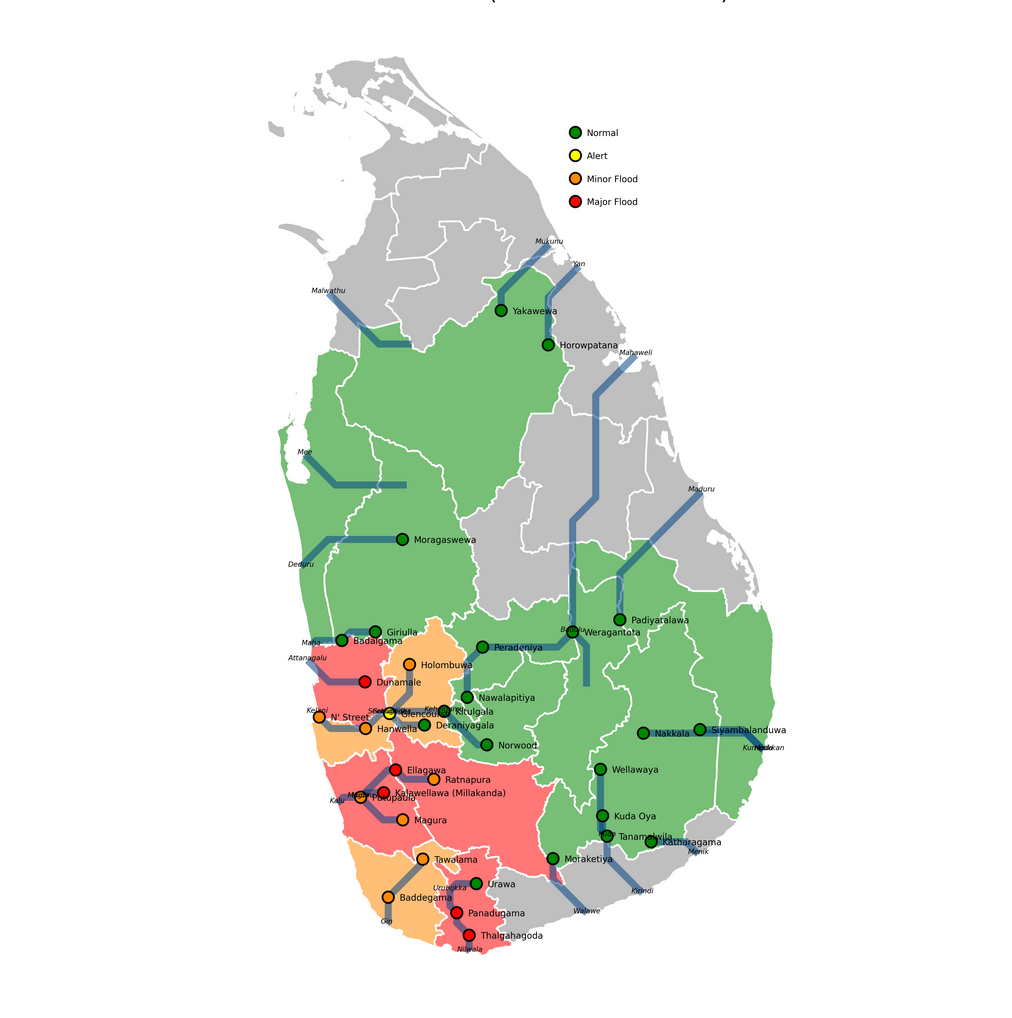 Normal
Alert
Minor Flood
Major Flood
Mukunu
Yan
Malwathu
Yakawewa
Horowpatana
Mahaweli
Mee
Maduru
Moragaswewa
Deduru
Padiyatalawa
Giriulla
Weragantota
Maha
Badalgama
Peradeniya
Attanagalu
Holombuwa
Dunamale
Nawalapitiya
Kelani
N' Street
Glencourse
Kitulgala
Hanwella
Deraniyagala
Siyambalanduwa
Nakkala
Norwood
Ellagawa
Wellawaya
Ratnapura
Kalawellawa (Millakanda)
Kalu
Putupaula
Magura
Kuda Oya
Tanamalwila
Katharagama
Menik
Tawalama
Moraketiya
Urubokka
Urawa
Kirindi
Baddegama
Walawe
Panadugama
Gin
Thalgahagoda
Nilwala